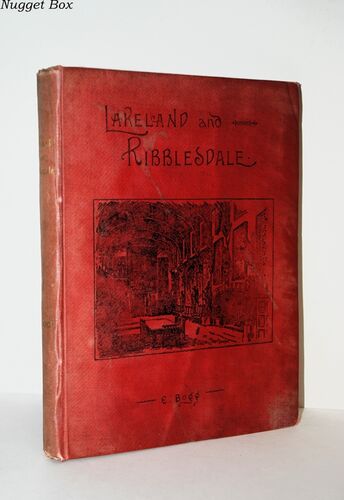 Nugget Box
LAKELAND and
RIBBLESDALE.
E. BOGG